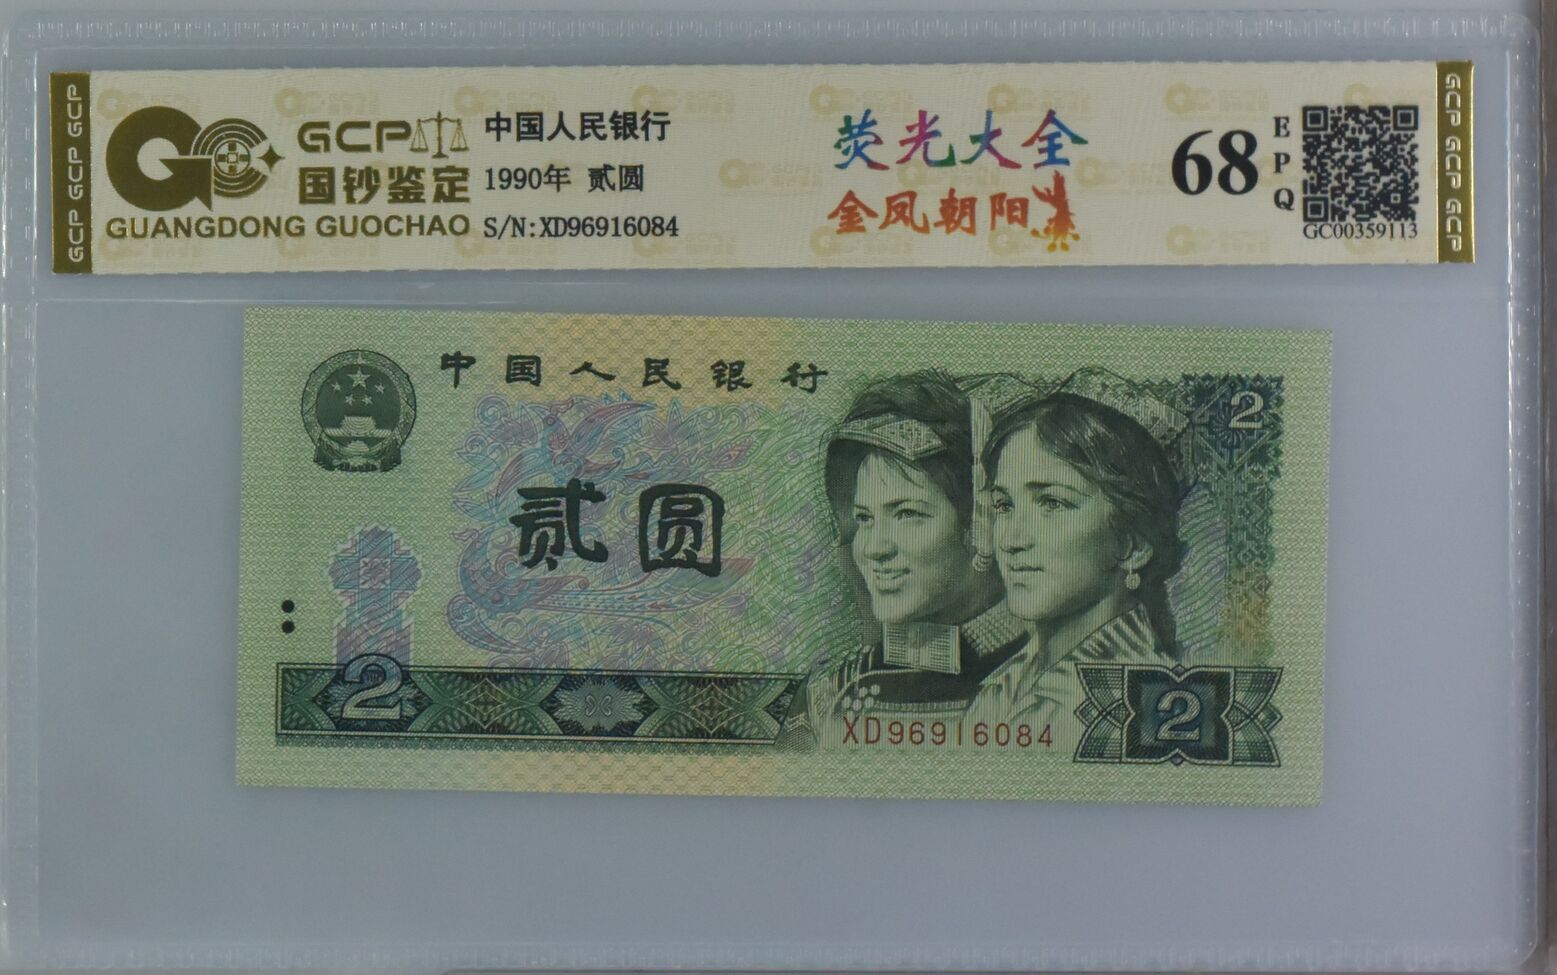 GCP GCP GCP
GCP
国钞鉴定
GUANGDONG GUOCHAO
中国人民银行
1990年 贰圆
S/N:XD96916084
荧光大全
金凤朝阳
68
EPQ
GC00359113
GCP GCP GCP
中国人民银行
2
贰圆
2
XD96916084
2